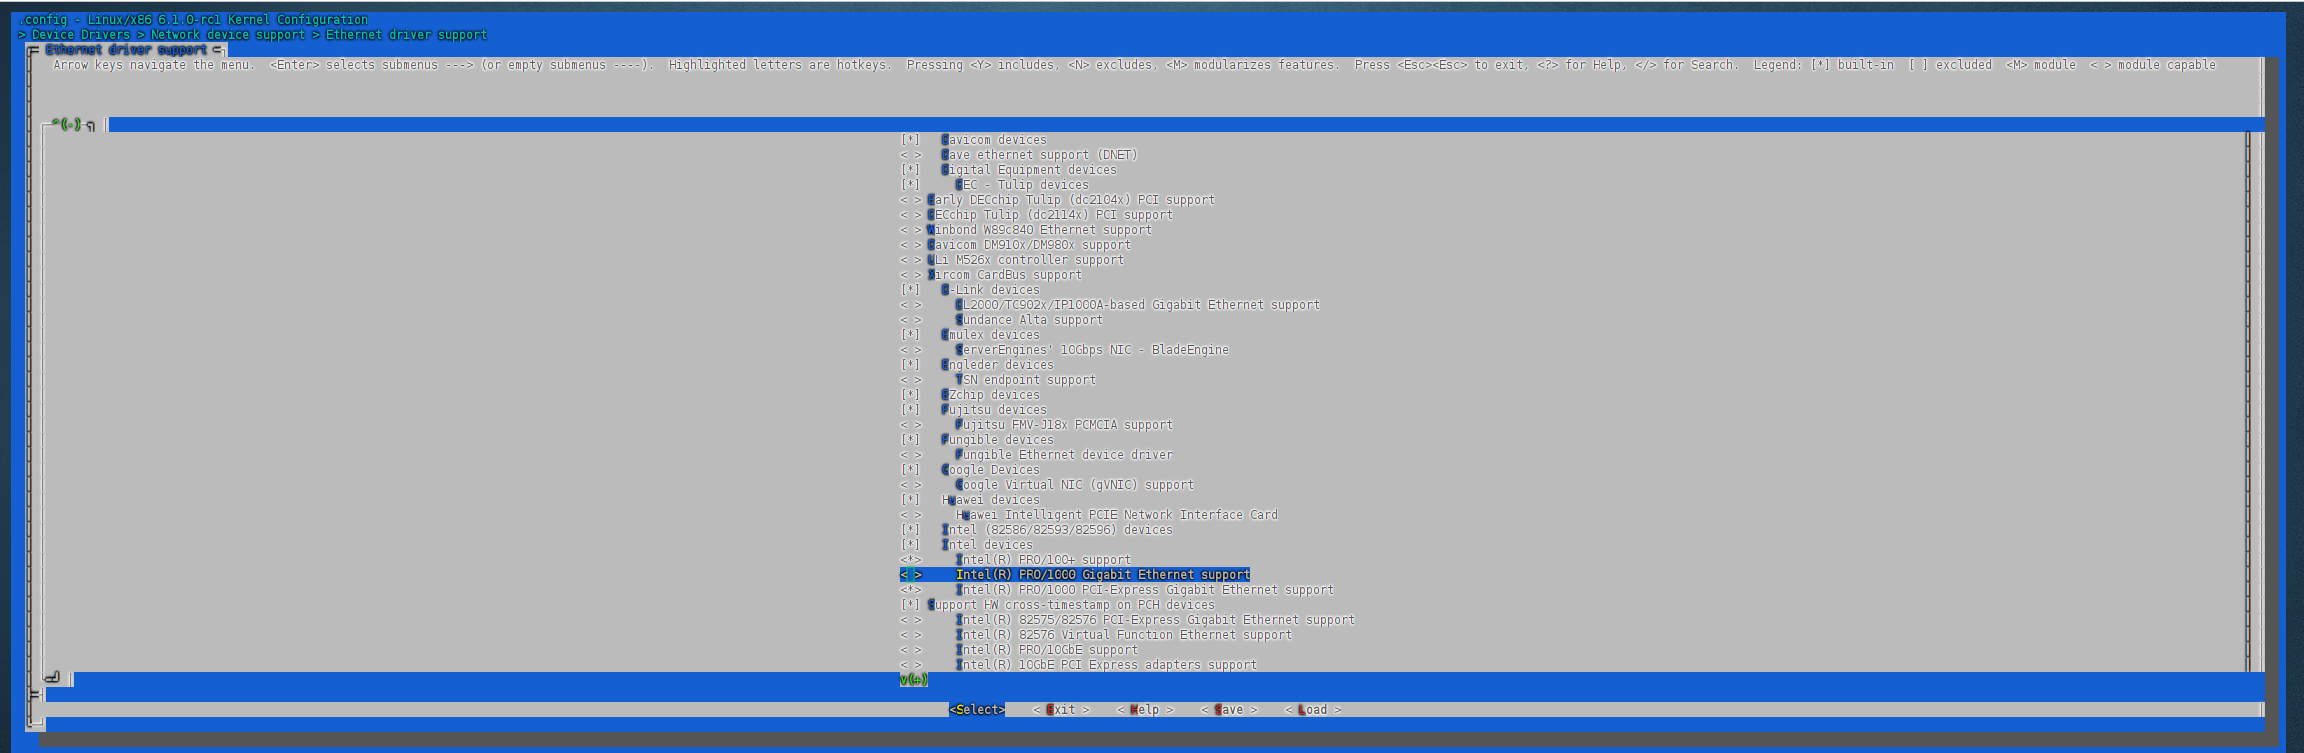 .config - Linux/x86 6.1.0-rc1 Kernel Configuration
> Device Drivers > Network device support > Ethernet driver support
Ethernet driver support
Arrow keys navigate the menu.  <Enter> selects submenus ---> (or empty submenus ----).  Highlighted letters are hotkeys.  Pressing <Y> includes, <N> excludes, <M> modularizes features.  Press <Esc><Esc> to exit, <?> for Help, </> for Search.  Legend: [*] built-in  [ ] excluded  <M> module  < > module capable
^(-)
[*]   Davicom devices
< >   Dave ethernet support (DNET)
[*]   Digital Equipment devices
[*]     DEC - Tulip devices
< > Early DECchip Tulip (dc2104x) PCI support
< > DECchip Tulip (dc2114x) PCI support
< > Winbond W89c840 Ethernet support
< > Davicom DM910x/DM980x support
< > ULi M526x controller support
< > Xircom CardBus support
[*]   D-Link devices
< >     DL2000/TC902x/IP1000A-based Gigabit Ethernet support
< >     Sundance Alta support
[*]   Emulex devices
< >     ServerEngines' 10Gbps NIC - BladeEngine
[*]   Engleder devices
< >     TSN endpoint support
[*]   EZchip devices
[*]   Fujitsu devices
< >     Fujitsu FMV-J18x PCMCIA support
[*]   Fungible devices
< >     Fungible Ethernet device driver
[*]   Google Devices
< >     Google Virtual NIC (gVNIC) support
[*]   Huawei devices
< >     Huawei Intelligent PCIE Network Interface Card
[*]   Intel (82586/82593/82596) devices
[*]   Intel devices
<*>     Intel(R) PRO/100+ support
< >     Intel(R) PRO/1000 Gigabit Ethernet support
<*>     Intel(R) PRO/1000 PCI-Express Gigabit Ethernet support
[*] Support HW cross-timestamp on PCH devices
< >     Intel(R) 82575/82576 PCI-Express Gigabit Ethernet support
< >     Intel(R) 82576 Virtual Function Ethernet support
< >     Intel(R) PRO/10GbE support
< >     Intel(R) 10GbE PCI Express adapters support
v(+)
<Select>    < Exit >    < Help >    < Save >    < Load >